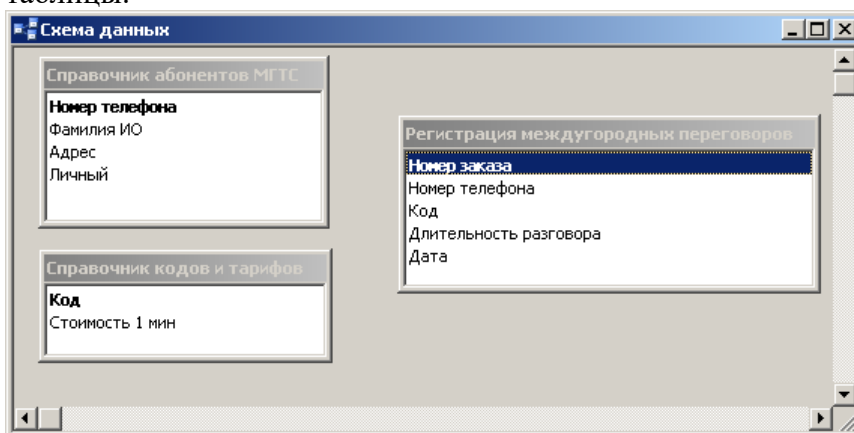 таблицы.
Схема данных
Справочник абонентов МГТС
Номер телефона
Фамилия ИО
Адрес
Личный
Регистрация междугородных переговоров
Номер заказа
Номер телефона
Код
Длительность разговора
Дата
Справочник кодов и тарифов
Код
Стоимость 1 мин